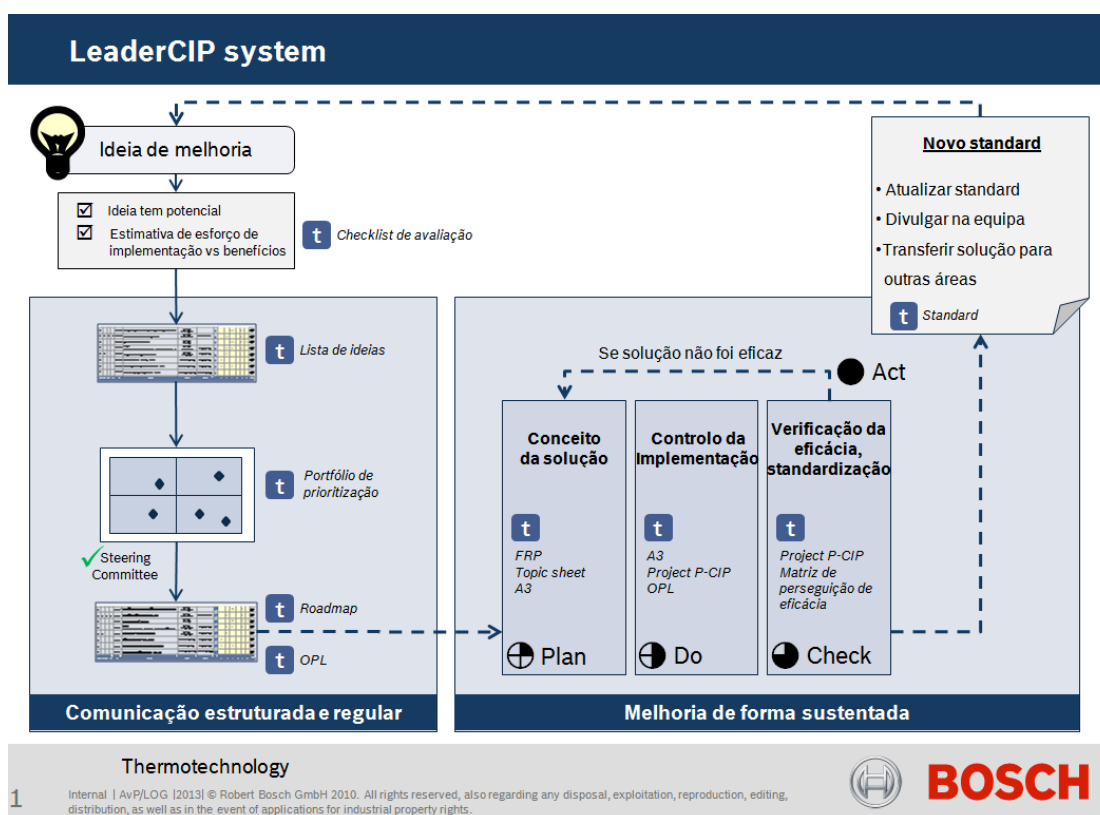 LeaderCIP system
Ideia de melhoria
Ideia tem potencial
Estimativa de esforço de
implementação vs benefícios
t Checklist de avaliação
t Lista de ideias
t Portfólio de
prioritização
Steering
Committee
t Roadmap
t OPL
Comunicação estruturada e regular
Novo standard
• Atualizar standard
• Divulgar na equipa
• Transferir solução para
outras áreas
t Standard
Se solução não foi eficaz
Act
Conceito
da solução
t
FRP
Topic sheet
A3
Plan
Controlo da
Implementação
t
A3
Project P-CIP
OPL
Do
Verificação da
eficácia,
standardização
t
Project P-CIP
Matriz de
perseguição de
eficácia
Check
Melhoria de forma sustentada
Thermotechnology
1
Internal | AvP/LOG |2013| © Robert Bosch GmbH 2010. All rights reserved, also regarding any disposal, exploitation, reproduction, editing,
distribution, as well as in the event of applications for industrial property rights.
BOSCH